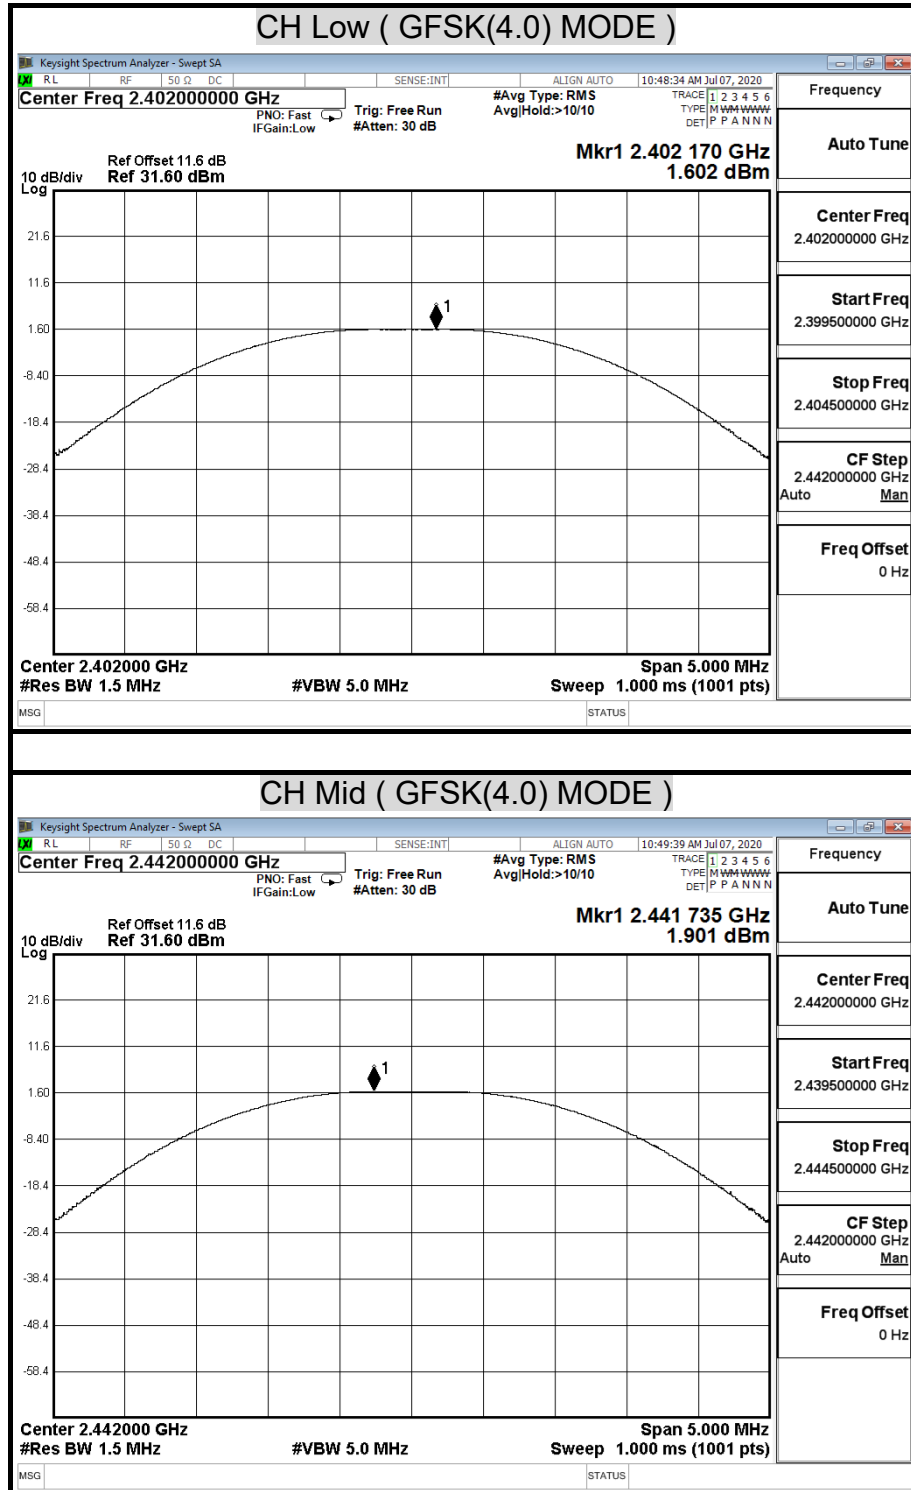 CH Low ( GFSK(4.0) MODE )
Keysight Spectrum Analyzer - Swept SA
LXI RL RF 50 Ω DC SENSE:INT ALIGN AUTO 10:48:34 AM Jul 07, 2020
Center Freq 2.402000000 GHz #Avg Type: RMS TRACE 1 2 3 4 5 6
PNO: Fast Trig: Free Run Avg|Hold:>10/10 TYPE M WM WWWW
IFGain:Low #Atten: 30 dB DET P P A N N N
Frequency
Auto Tune
Mkr1 2.402 170 GHz
Ref Offset 11.6 dB
10 dB/div Ref 31.60 dBm 1.602 dBm
Log
21.6
11.6
1
1.60
-8.40
-18.4
-28.4
-38.4
-48.4
-58.4
Center 2.402000 GHz Span 5.000 MHz
#Res BW 1.5 MHz #VBW 5.0 MHz Sweep 1.000 ms (1001 pts)
Center Freq
2.402000000 GHz
Start Freq
2.399500000 GHz
Stop Freq
2.404500000 GHz
CF Step
2.442000000 GHz
Auto Man
Freq Offset
0 Hz
MSG STATUS
CH Mid ( GFSK(4.0) MODE )
Keysight Spectrum Analyzer - Swept SA
LXI RL RF 50 Ω DC SENSE:INT ALIGN AUTO 10:49:39 AM Jul 07, 2020
Center Freq 2.442000000 GHz #Avg Type: RMS TRACE 1 2 3 4 5 6
PNO: Fast Trig: Free Run Avg|Hold:>10/10 TYPE M WM WWWW
IFGain:Low #Atten: 30 dB DET P P A N N N
Frequency
Auto Tune
Mkr1 2.441 735 GHz
Ref Offset 11.6 dB
10 dB/div Ref 31.60 dBm 1.901 dBm
Log
21.6
11.6
1
1.60
-8.40
-18.4
-28.4
-38.4
-48.4
-58.4
Center 2.442000 GHz Span 5.000 MHz
#Res BW 1.5 MHz #VBW 5.0 MHz Sweep 1.000 ms (1001 pts)
Center Freq
2.442000000 GHz
Start Freq
2.439500000 GHz
Stop Freq
2.444500000 GHz
CF Step
2.442000000 GHz
Auto Man
Freq Offset
0 Hz
MSG STATUS